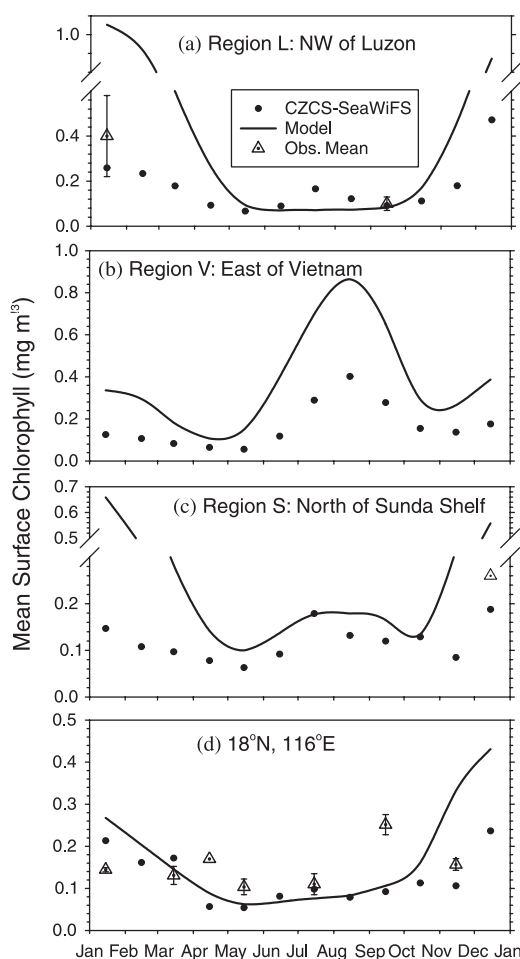 Mean Surface Chlorophyll (mg m!3)
(a) Region L: NW of Luzon
1.0
0.4
0.2
0.0
CZCS-SeaWiFS
Model
Obs. Mean
(b) Region V: East of Vietnam
1.0
0.8
0.6
0.4
0.2
0.0
(c) Region S: North of Sunda Shelf
0.7
0.6
0.5
0.2
0.1
0.0
(d) 18°N, 116°E
0.5
0.4
0.3
0.2
0.1
0.0
Jan Feb Mar Apr May Jun Jul Aug Sep Oct Nov Dec Jan